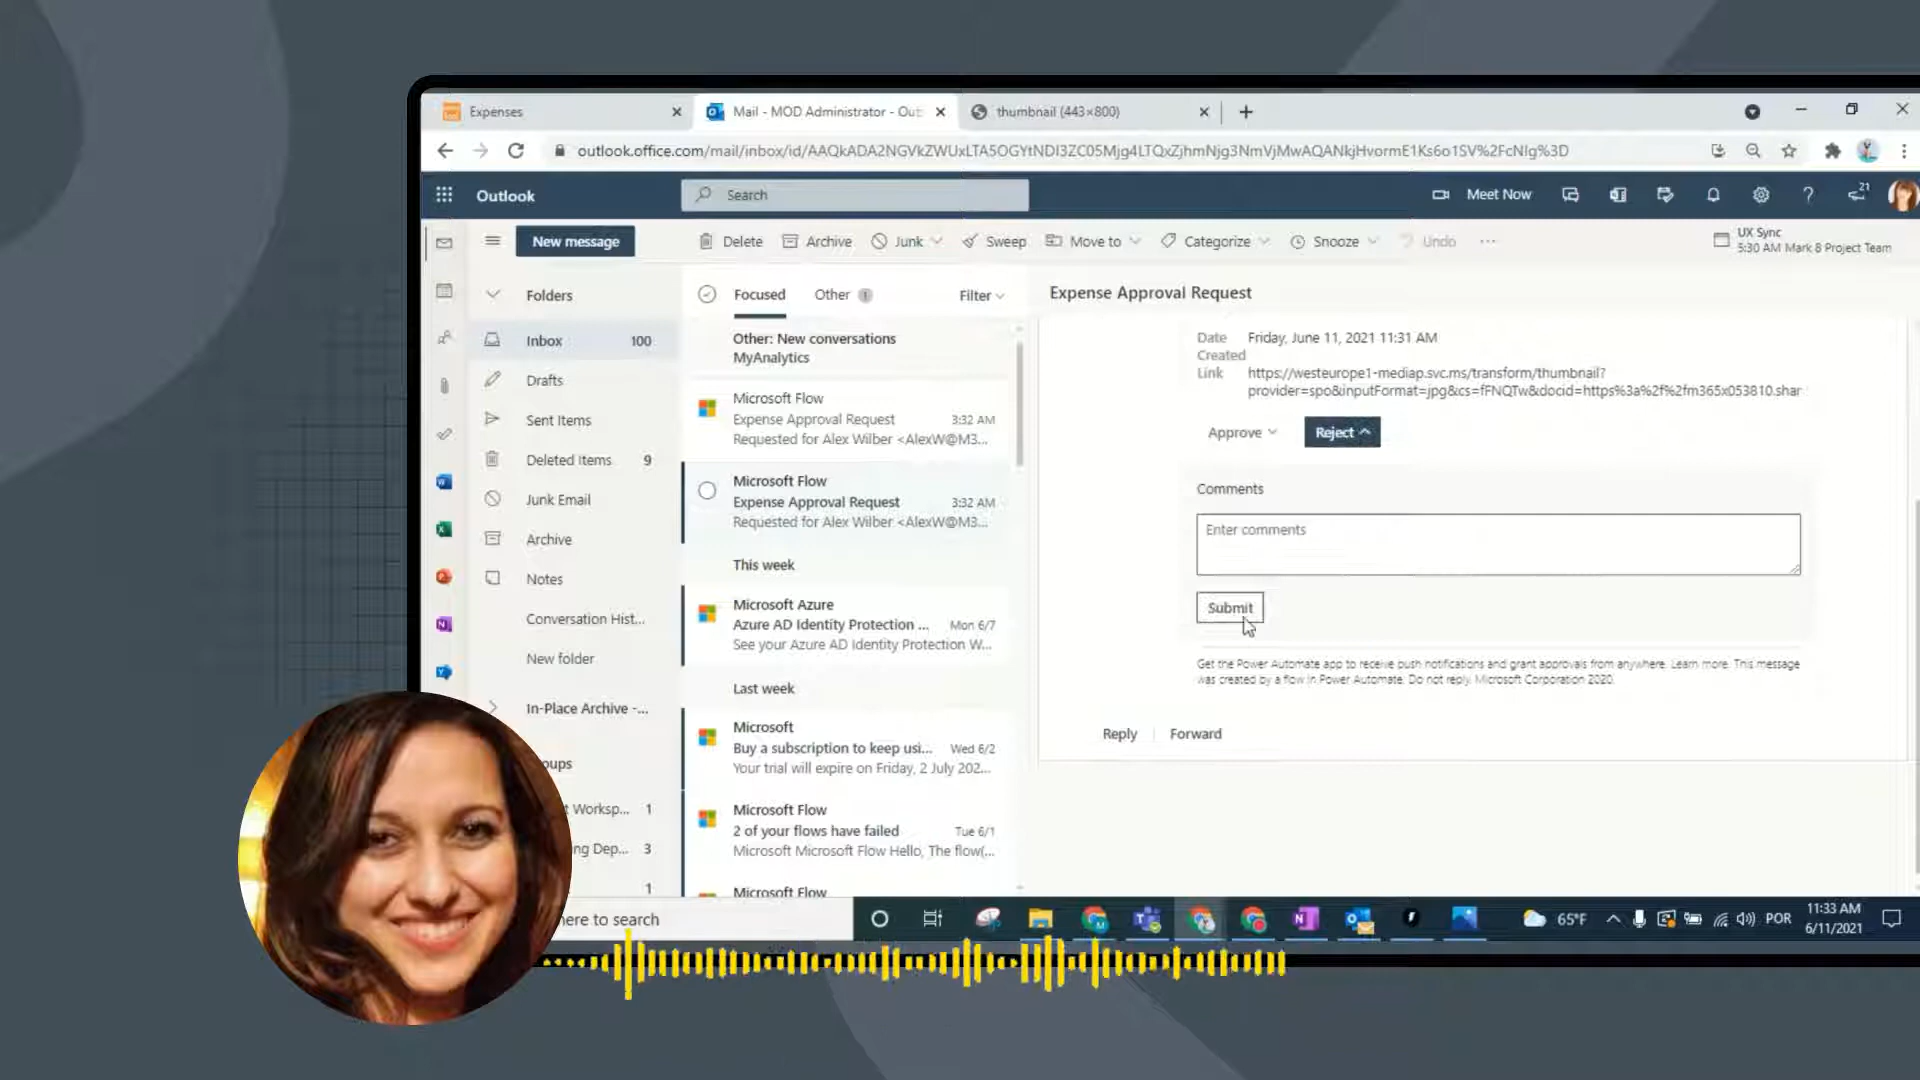 Expenses
Mail - MOD Administrator - Out
thumbnail (443×800)
outlook.office.com
Outlook
Search
Meet Now
21
New message
Delete
Archive
Junk
Sweep
Move to
Categorize
Snooze
Undo
UX Sync
5:30 AM Mark 8 Project Team
Folders
Inbox 100
Drafts
Sent Items
Deleted Items 9
Junk Email
Archive
Notes
Conversation Hist...
New folder
In-Place Archive -...
oups
t Worksp... 1
ng Dep... 3
1
Focused
Other 1
Filter
Other: New conversations
MyAnalytics
Microsoft Flow
Expense Approval Request 3:32 AM
Requested for Alex Wilber <AlexW@M3...
Microsoft Flow
Expense Approval Request 3:32 AM
Requested for Alex Wilber <AlexW@M3...
This week
Microsoft Azure
Azure AD Identity Protection ... Mon 6/7
See your Azure AD Identity Protection W...
Last week
Microsoft
Buy a subscription to keep usi... Wed 6/2
Your trial will expire on Friday, 2 July 202...
Microsoft Flow
2 of your flows have failed Tue 6/1
Microsoft Microsoft Flow Hello, The flow(...
Microsoft Flow
Expense Approval Request
Date Friday, June 11, 2021 11:31 AM
Created
Link https://westeurope1-mediap.svc.ms/transform/thumbnail?
provider=spo&inputFormat=jpg&cs=fFNQTw&docid=https%3a%2f%2fm365x053810.shar
Approve
Reject
Comments
Enter comments
Submit
Get the Power Automate app to receive push notifications and grant approvals from anywhere. Learn more. This message
was created by a flow in Power Automate. Do not reply. Microsoft Corporation 2020.
Reply
Forward
here to search
65°F
POR
11:33 AM
6/11/2021